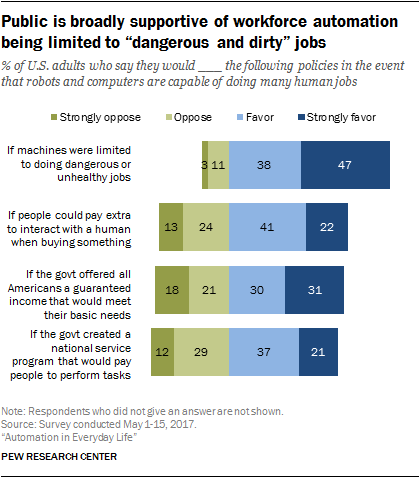 Public is broadly supportive of workforce automation
being limited to “dangerous and dirty” jobs
% of U.S. adults who say they would ___ the following policies in the event
that robots and computers are capable of doing many human jobs
Strongly oppose Oppose Favor Strongly favor
If machines were limited
to doing dangerous or
unhealthy jobs
3 11 38 47
If people could pay extra
to interact with a human
when buying something
13 24 41 22
If the govt offered all
Americans a guaranteed
income that would meet
their basic needs
18 21 30 31
If the govt created a
national service
program that would pay
people to perform tasks
12 29 37 21
Note: Respondents who did not give an answer are not shown.
Source: Survey conducted May 1-15, 2017.
“Automation in Everyday Life”
PEW RESEARCH CENTER